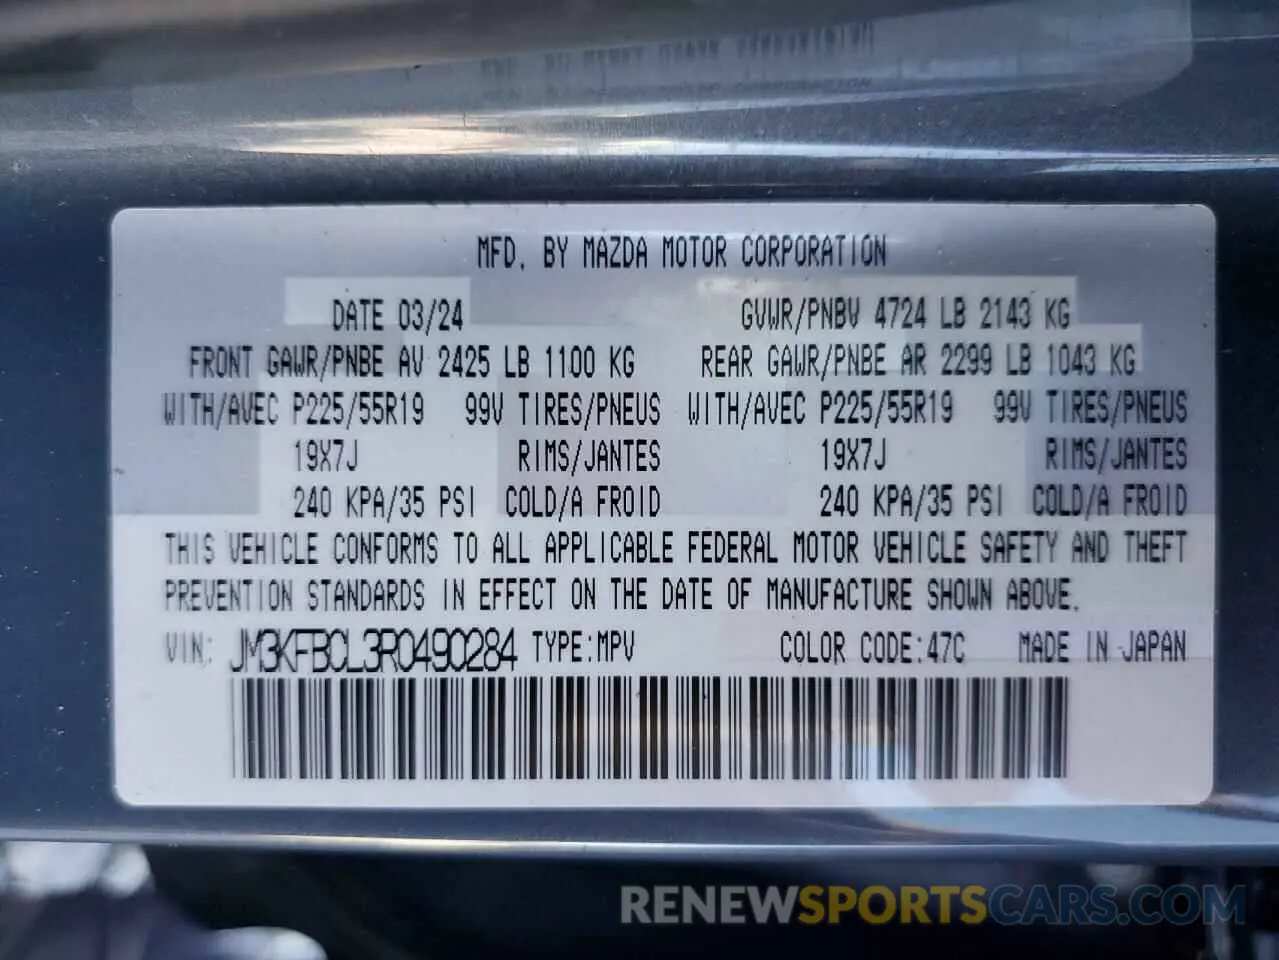 MFD. BY MAZDA MOTOR CORPORATION
DATE 03/24 GVWR/PNBV 4724 LB 2143 KG
FRONT GAWR/PNBE AV 2425 LB 1100 KG REAR GAWR/PNBE AR 2299 LB 1043 KG
WITH/AVEC P225/55R19 99V TIRES/PNEUS WITH/AVEC P225/55R19 99V TIRES/PNEUS
19X7J RIMS/JANTES 19X7J RIMS/JANTES
240 KPA/35 PSI COLD/A FROID 240 KPA/35 PSI COLD/A FROID
THIS VEHICLE CONFORMS TO ALL APPLICABLE FEDERAL MOTOR VEHICLE SAFETY AND THEFT
PREVENTION STANDARDS IN EFFECT ON THE DATE OF MANUFACTURE SHOWN ABOVE.
VIN: JM3KFBCL3R0490284 TYPE:MPV COLOR CODE:47C MADE IN JAPAN
RENEWSPORTSCARS.COM